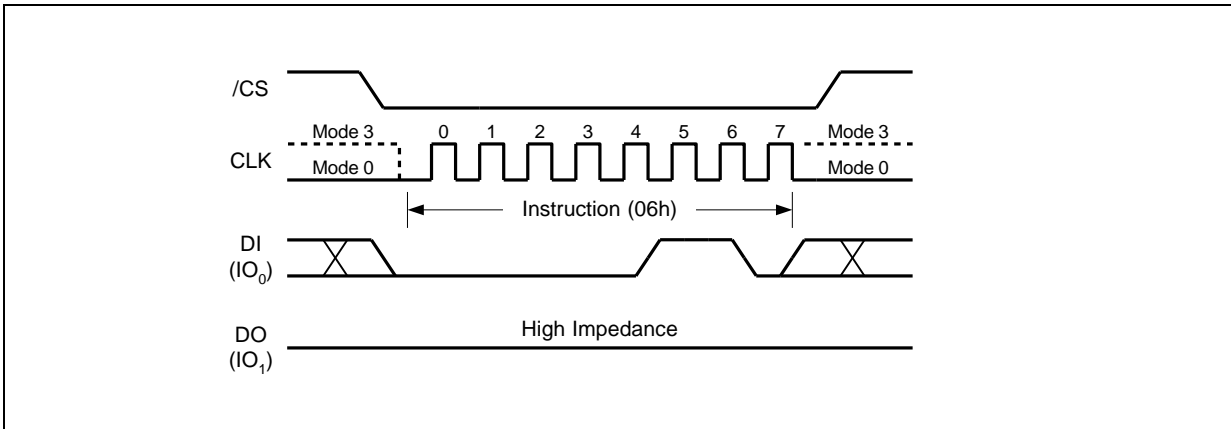 /CS
Mode 3 0 1 2 3 4 5 6 7 Mode 3
CLK
Mode 0 Mode 0
Instruction (06h)
DI
(IO₀)
High Impedance
DO
(IO₁)